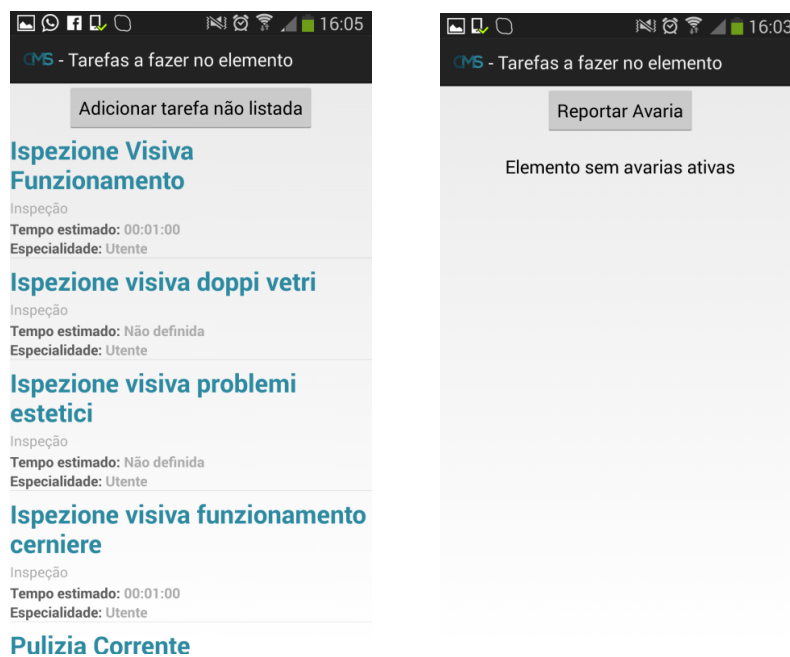 16:05
CMS - Tarefas a fazer no elemento
Adicionar tarefa não listada
Ispezione Visiva
Funzionamento
Inspeção
Tempo estimado: 00:01:00
Especialidade: Utente
Ispezione visiva doppi vetri
Inspeção
Tempo estimado: Não definida
Especialidade: Utente
Ispezione visiva problemi
estetici
Inspeção
Tempo estimado: Não definida
Especialidade: Utente
Ispezione visiva funzionamento
cerniere
Inspeção
Tempo estimado: 00:01:00
Especialidade: Utente
Pulizia Corrente
16:03
CMS - Tarefas a fazer no elemento
Reportar Avaria
Elemento sem avarias ativas